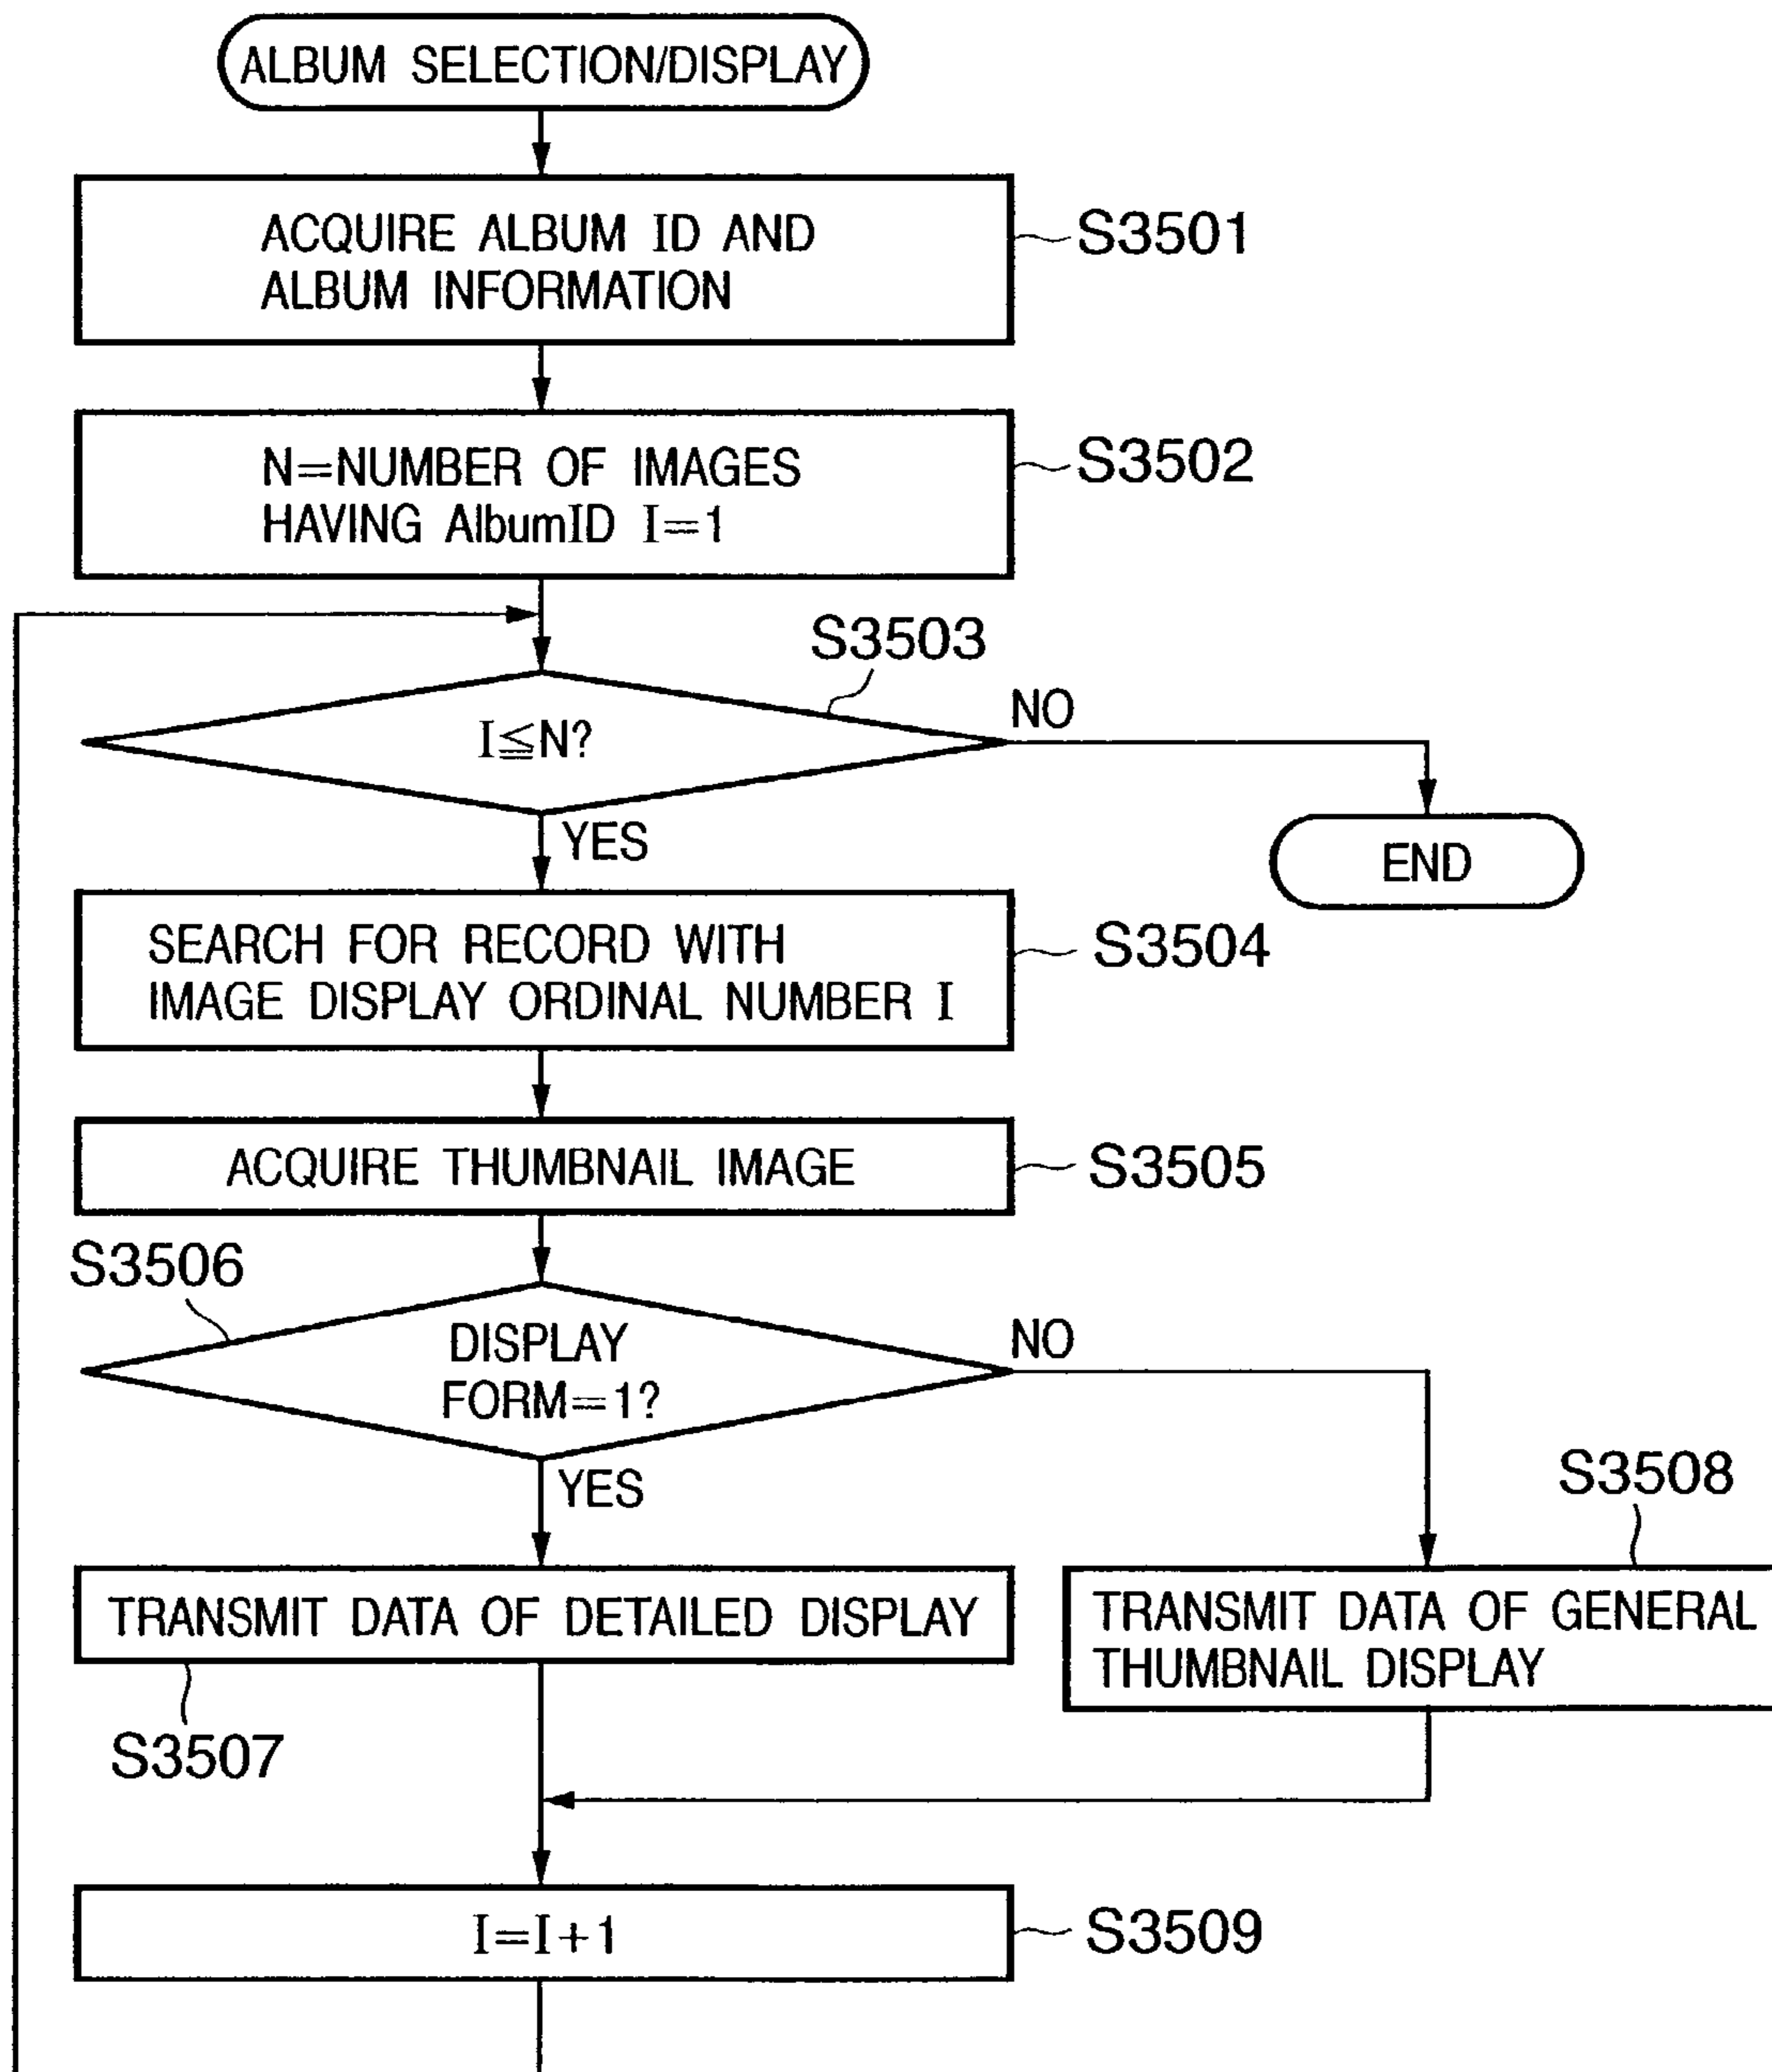 ALBUM SELECTION/DISPLAY
ACQUIRE ALBUM ID AND
ALBUM INFORMATION
S3501
N=NUMBER OF IMAGES
HAVING AlbumID I=1
S3502
S3503
I≦N?
NO
YES
END
SEARCH FOR RECORD WITH
IMAGE DISPLAY ORDINAL NUMBER I
S3504
ACQUIRE THUMBNAIL IMAGE
S3505
S3506
DISPLAY
FORM=1?
NO
YES
S3508
TRANSMIT DATA OF DETAILED DISPLAY
TRANSMIT DATA OF GENERAL
THUMBNAIL DISPLAY
S3507
I=I+1
S3509